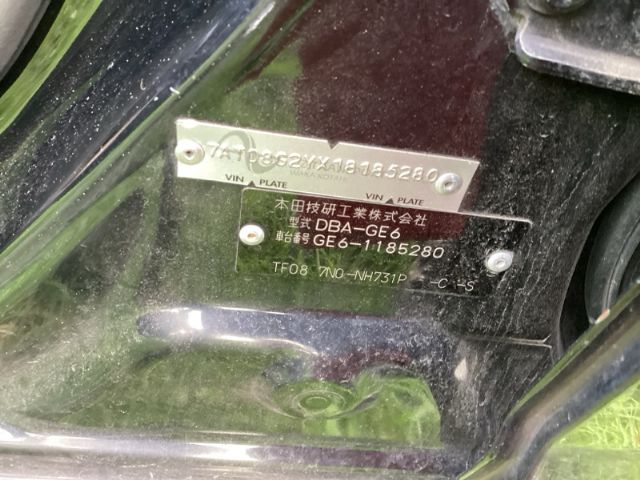 7AT08G2YX18185280
VIN PLATE VIN PLATE
本田技研工業株式会社
型式 DBA-GE6
車台番号 GE6-1185280
TF08 7N0-NH731P -C -S